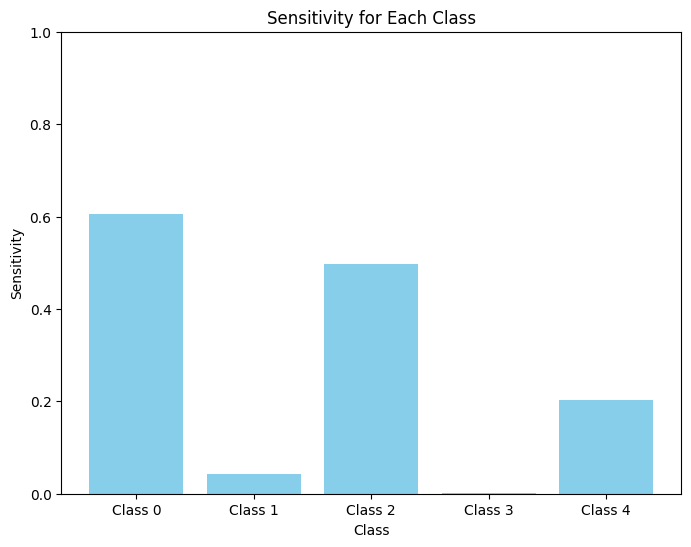 Sensitivity for Each Class
1.0
0.8
0.6
0.4
0.2
0.0
Sensitivity
Class 0
Class 1
Class 2
Class 3
Class 4
Class